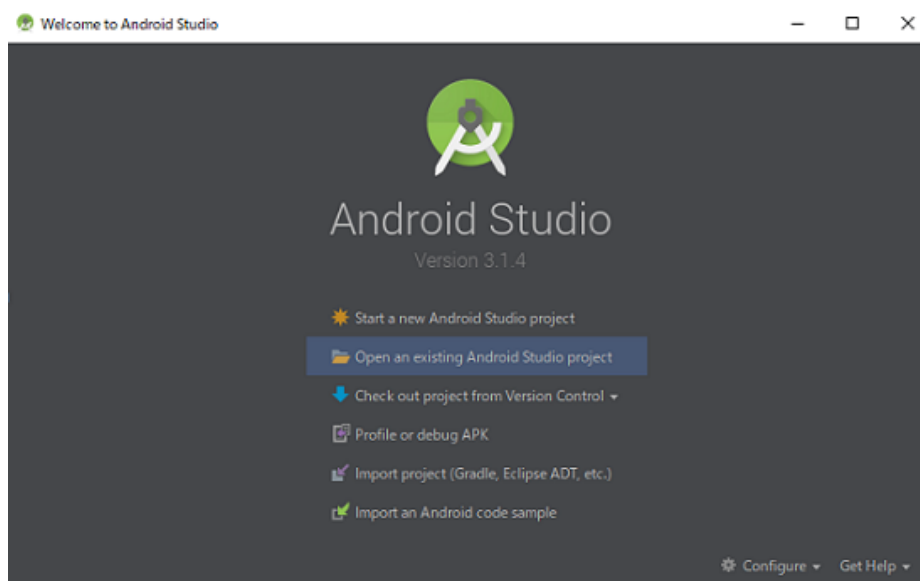 Welcome to Android Studio
Android Studio
Version 3.1.4
Start a new Android Studio project
Open an existing Android Studio project
Check out project from Version Control
Profile or debug APK
Import project (Gradle, Eclipse ADT, etc.)
Import an Android code sample
Configure Get Help